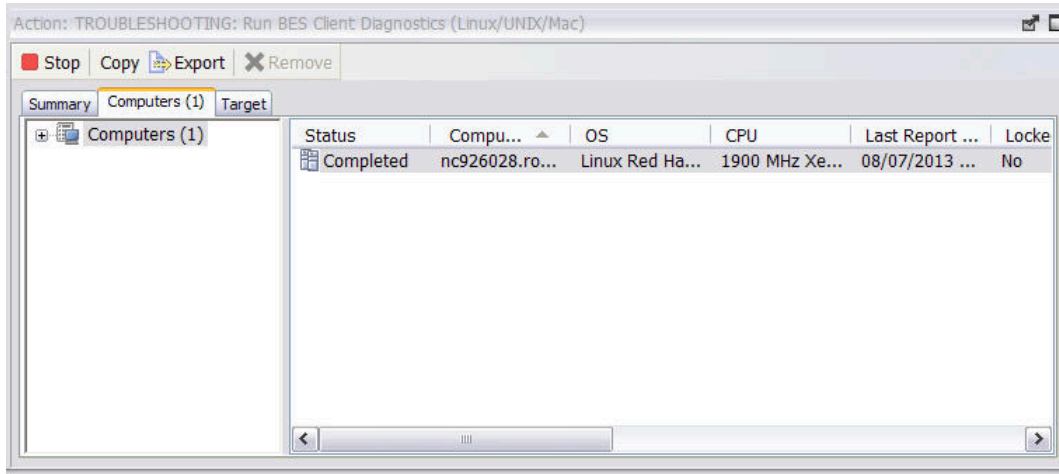 Action: TROUBLESHOOTING: Run BES Client Diagnostics (Linux/UNIX/Mac)
Stop Copy Export Remove
Summary Computers (1) Target
Computers (1)
Status Compu... OS CPU Last Report ... Locke
Completed nc926028.ro... Linux Red Ha... 1900 MHz Xe... 08/07/2013 ... No